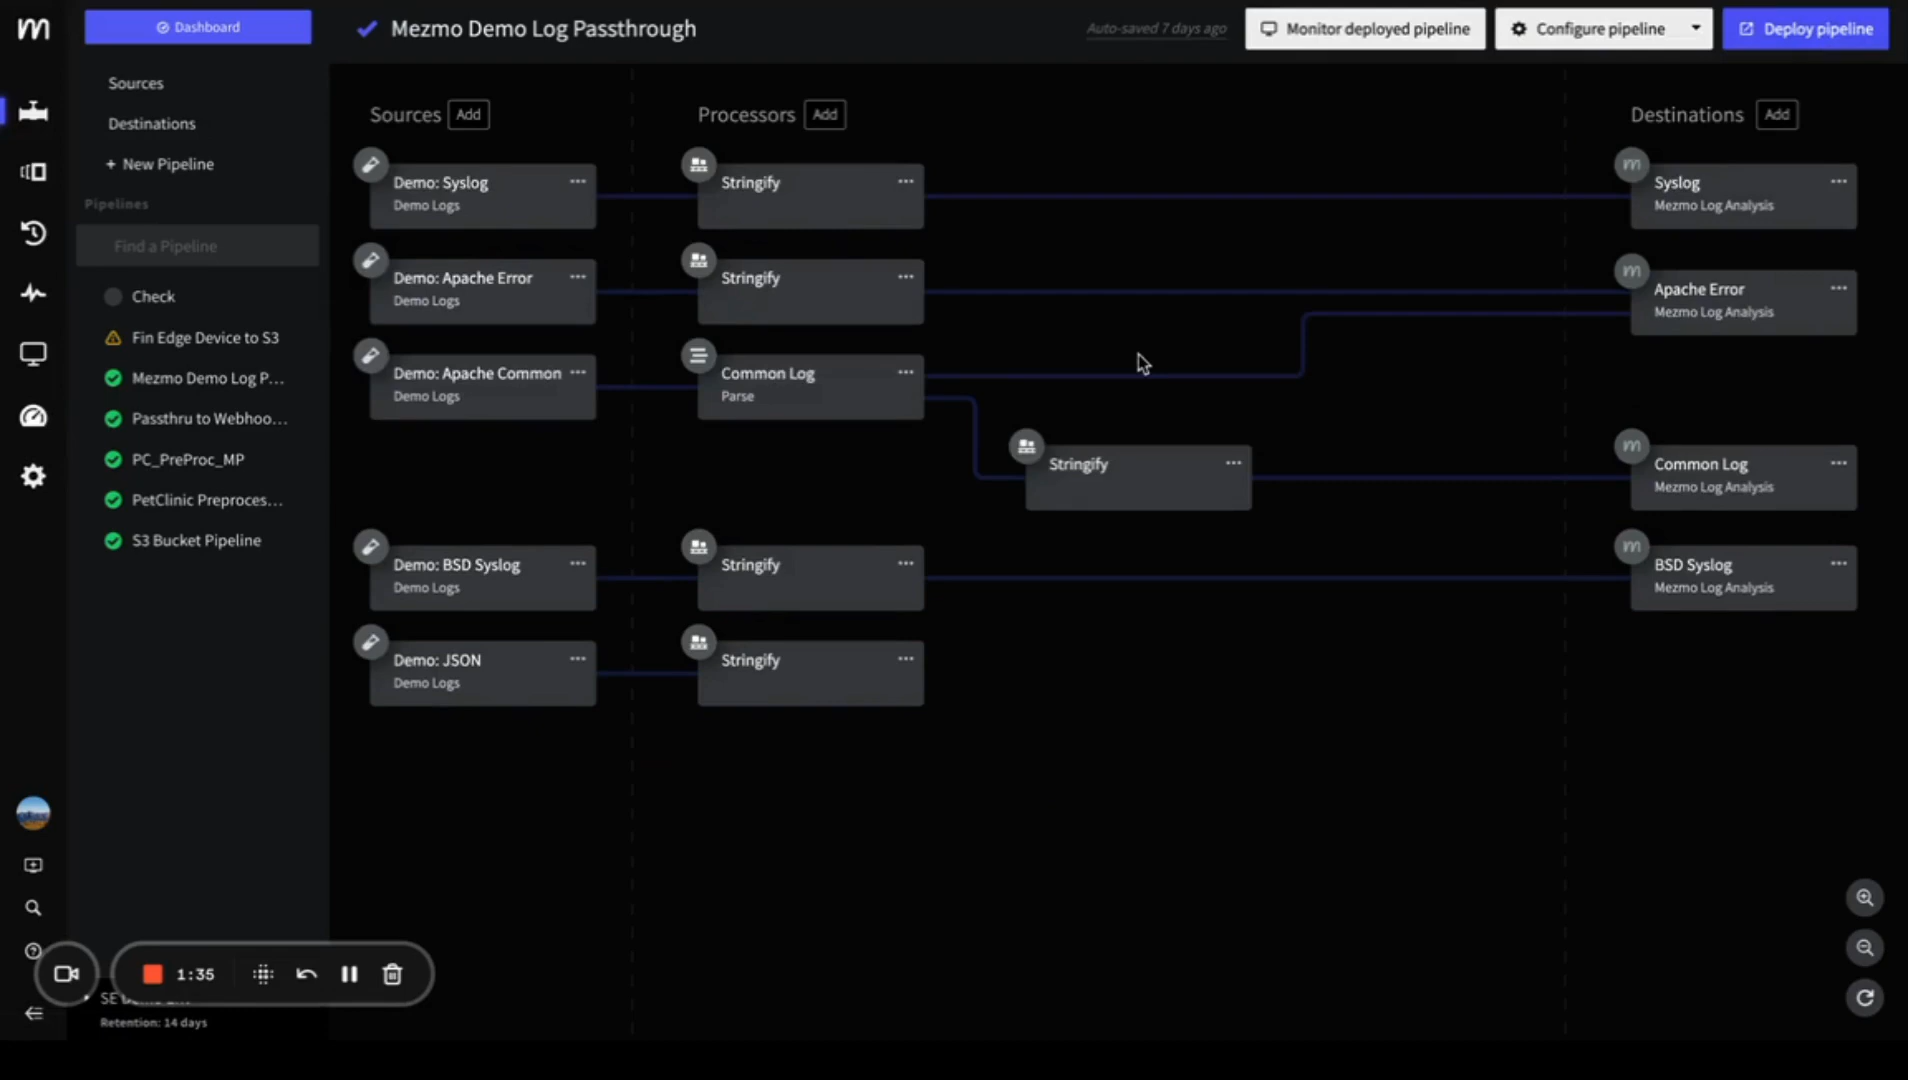 m
Dashboard
Sources
Destinations
+ New Pipeline
Pipelines
Find a Pipeline
Check
Fin Edge Device to S3
Mezmo Demo Log P...
Passthru to Webhoo...
PC_PreProc_MP
PetClinic Preproces...
S3 Bucket Pipeline
Retention: 14 days
1:35
Mezmo Demo Log Passthrough
Auto-saved 7 days ago
Monitor deployed pipeline
Configure pipeline
Deploy pipeline
Sources Add
Processors Add
Destinations Add
Demo: Syslog
Demo Logs
Stringify
m
Syslog
Mezmo Log Analysis
Demo: Apache Error
Demo Logs
Stringify
m
Apache Error
Mezmo Log Analysis
Demo: Apache Common
Demo Logs
Common Log
Parse
Stringify
m
Common Log
Mezmo Log Analysis
Demo: BSD Syslog
Demo Logs
Stringify
m
BSD Syslog
Mezmo Log Analysis
Demo: JSON
Demo Logs
Stringify